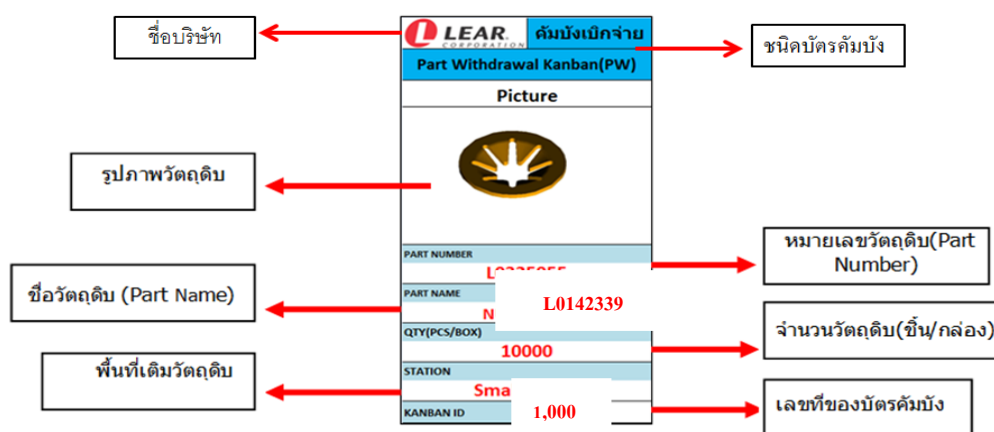 ชื่อบริษัท
LEAR.
CORPORATION
คัมบังเบิกจ่าย
ชนิดบัตรคัมบัง
Part Withdrawal Kanban(PW)
Picture
รูปภาพวัตถุดิบ
PART NUMBER
หมายเลขวัตถุดิบ(Part
Number)
PART NAME
ชื่อวัตถุดิบ (Part Name)
L0142339
QTY(PCS/BOX)
10000
จำนวนวัตถุดิบ(ชิ้น/กล่อง)
STATION
พื้นที่เติมวัตถุดิบ
Sma
KANBAN ID
1,000
เลขที่ของบัตรคัมบัง